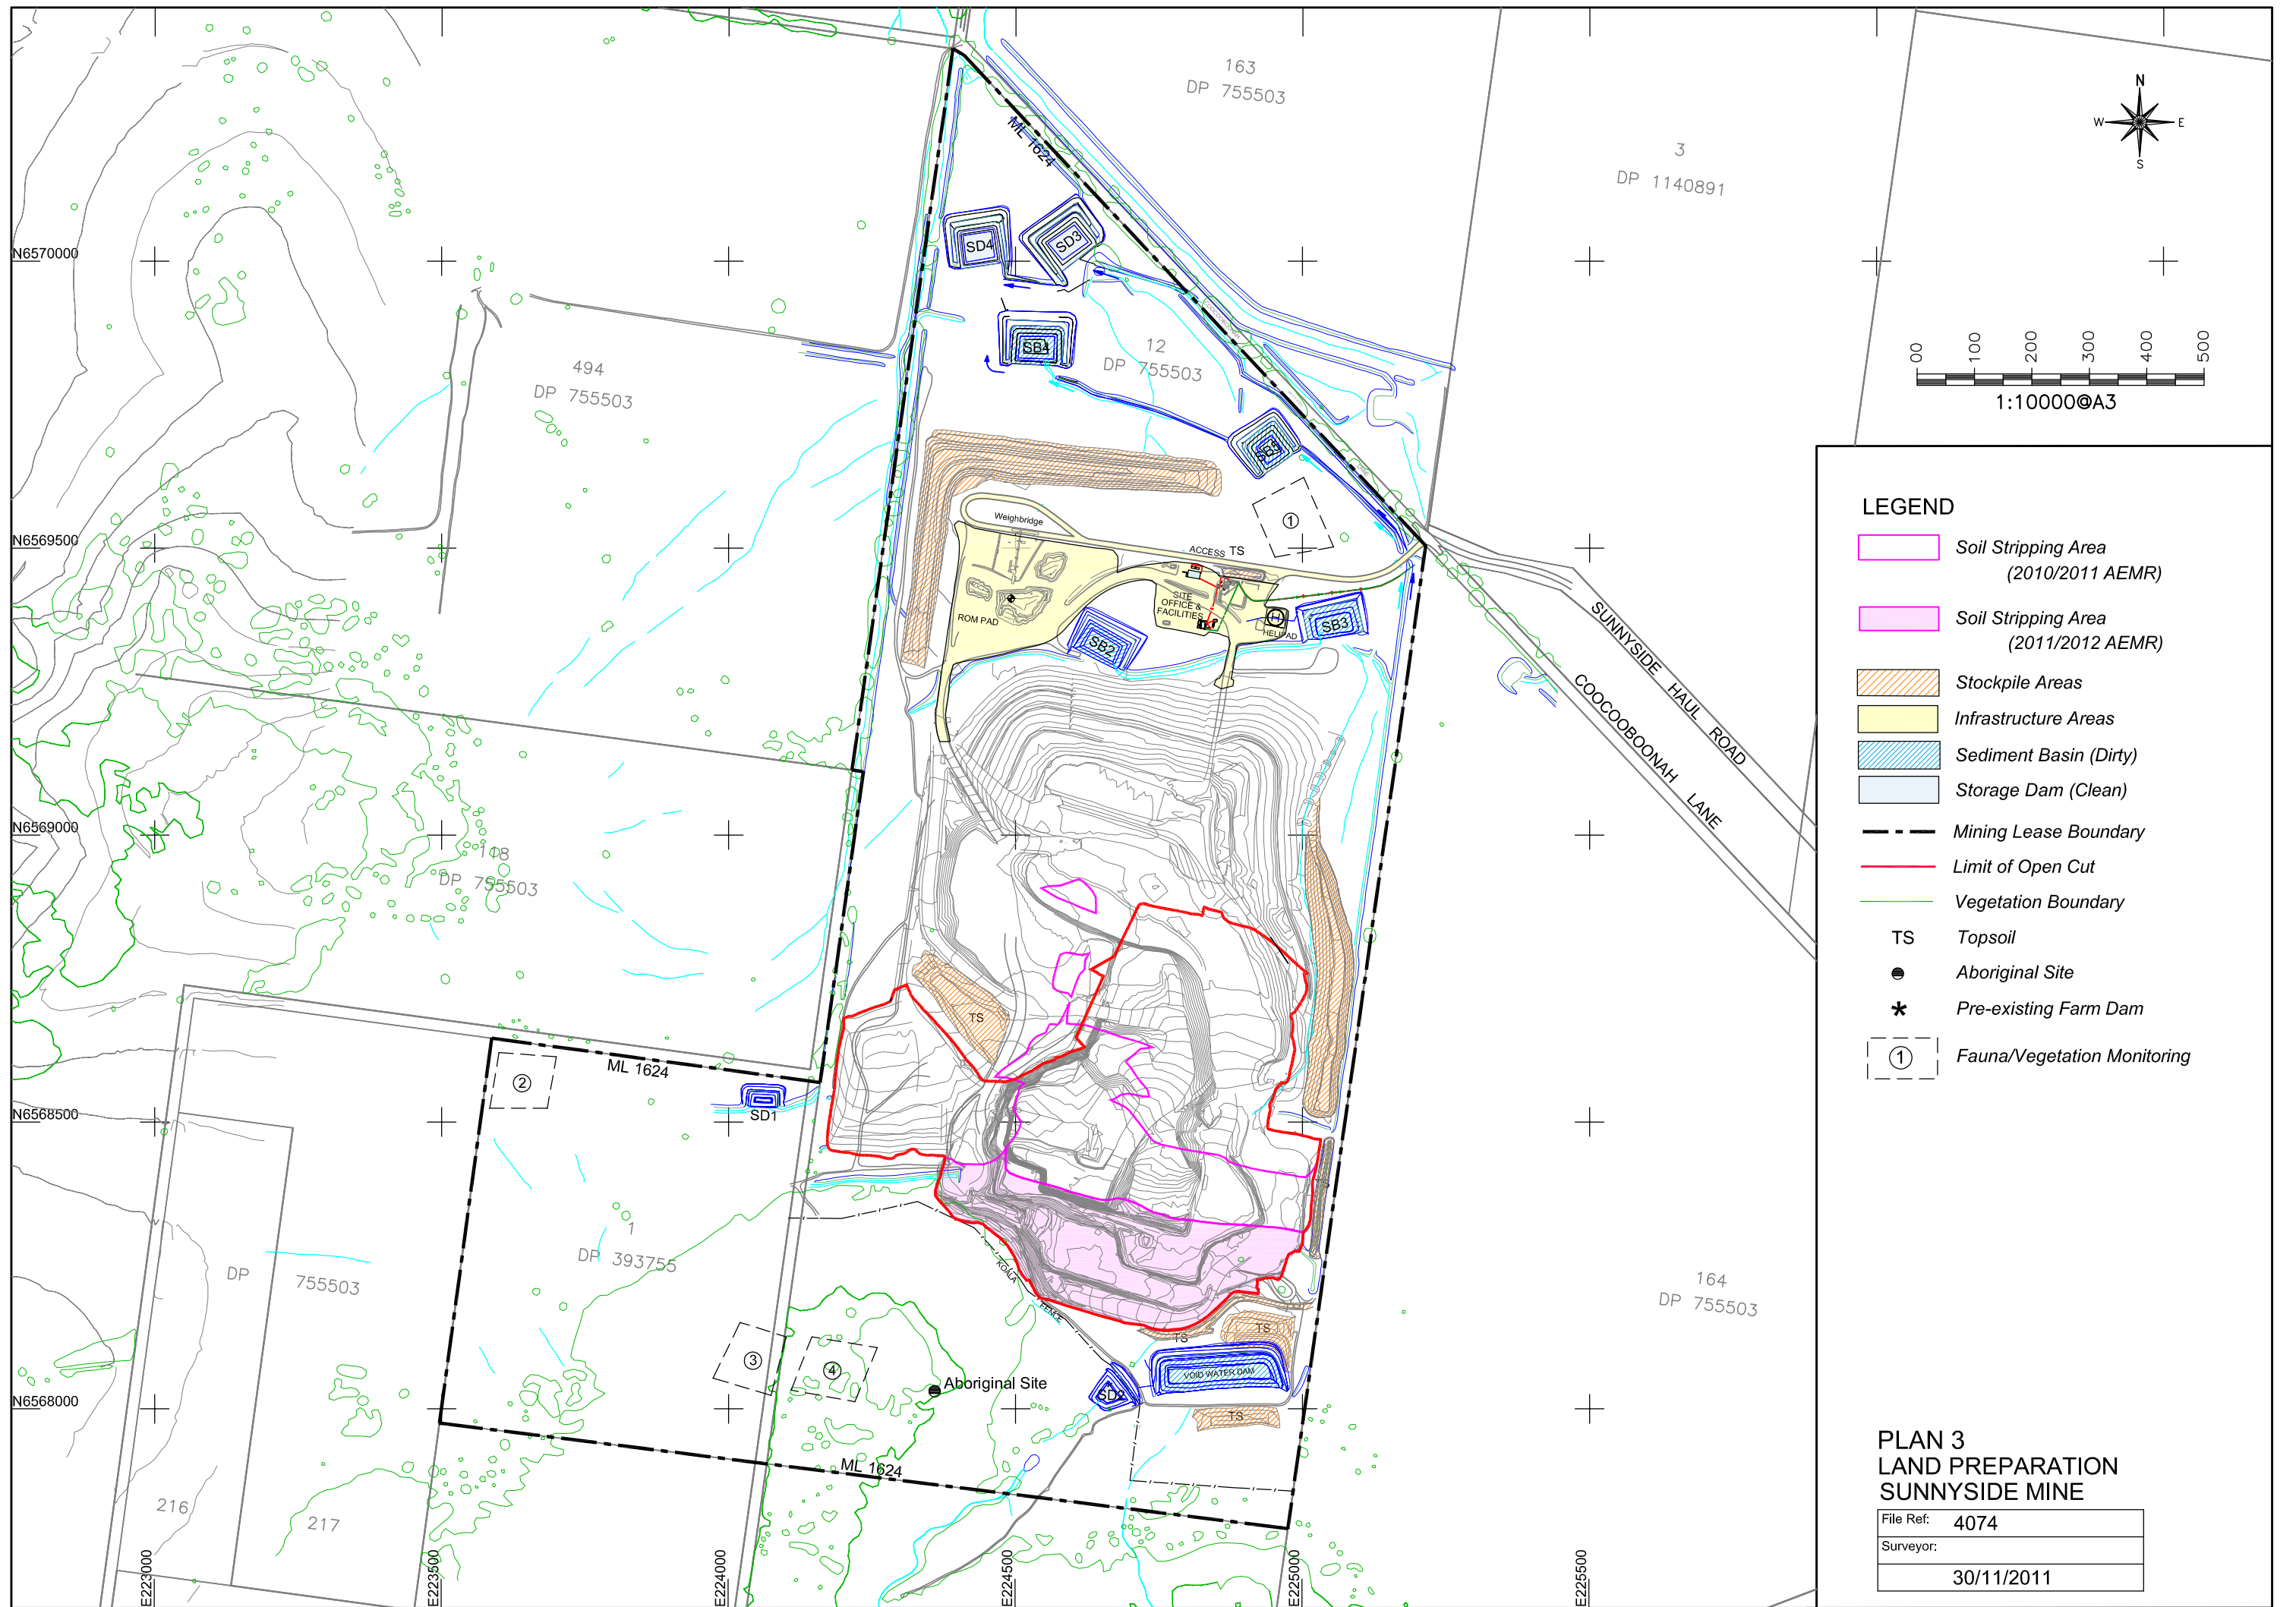 163
DP 755503
N
W
E
S
3
DP 1140891
ML 1624
SD4
SD3
N6570000
SB4
12
DP 755503
494
DP 755503
00
100
200
300
400
500
1:10000@A3
SB5
LEGEND
Soil Stripping Area
(2010/2011 AEMR)
Soil Stripping Area
(2011/2012 AEMR)
Stockpile Areas
Infrastructure Areas
Sediment Basin (Dirty)
Storage Dam (Clean)
Mining Lease Boundary
Limit of Open Cut
Vegetation Boundary
TS
Topsoil
Aboriginal Site
*
Pre-existing Farm Dam
1
Fauna/Vegetation Monitoring
Weighbridge
1
N6569500
ACCESS
TS
SITE
OFFICE &
FACILITIES
ROM PAD
H
HELIPAD
SB2
SB3
SUNNYSIDE HAUL ROAD
COOCOOBOONAH LANE
N6569000
118
DP 755503
TS
2
ML 1624
SD1
N6568500
TS
1
DP 393755
DP 755503
KOALA
FENCE
164
DP 755503
TS
TS
3
4
VOID WATER DAM
SD2
Aboriginal Site
N6568000
TS
ML 1624
216
217
E223000
E223500
E224000
E224500
E225000
E225500
PLAN 3
LAND PREPARATION
SUNNYSIDE MINE
File Ref: 4074
Surveyor:
30/11/2011